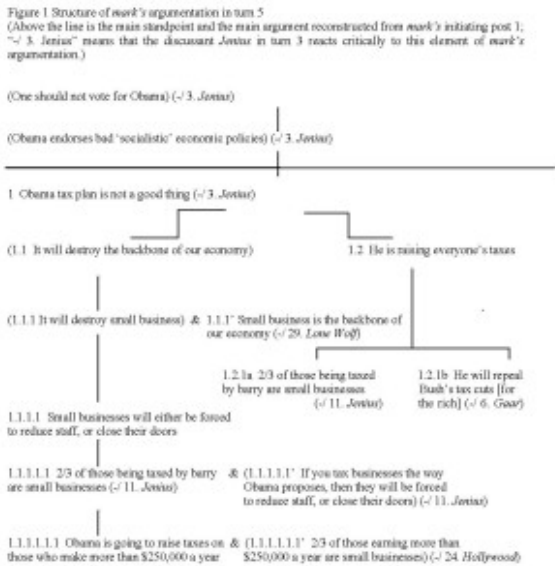 Figure 1 Structure of mark's argumentation in turn 5
(Above the line is the main standpoint and the main argument reconstructed from mark's initiating post 1;
"-/ 3. Jenius" means that the discussant Jenius in turn 3 reacts critically to this element of mark's
argumentation.)
(One should not vote for Obama) (-/ 3. Jenius)
(Obama endorses bad 'socialistic' economic policies) (-/ 3. Jenius)
1 Obama tax plan is not a good thing (-/ 3. Jenius)
(1.1 It will destroy the backbone of our economy)
1.2 He is raising everyone's taxes
(1.1.1 It will destroy small business) & 1.1.1' Small business is the backbone of
our economy (-/ 29. Lone Wolf)
1.2.1a 2/3 of those being taxed
by barry are small businesses
(-/ 11. Jenius)
1.2.1b He will repeal
Bush's tax cuts [for
the rich] (-/ 6. Gaar)
1.1.1.1 Small businesses will either be forced
to reduce staff, or close their doors
1.1.1.1.1 2/3 of those being taxed by barry
are small businesses (-/ 11. Jenius)
& (1.1.1.1.1' If you tax businesses the way
Obama proposes, then they will be forced
to reduce staff, or close their doors) (-/ 11. Jenius)
1.1.1.1.1.1 Obama is going to raise taxes on
those who make more than $250,000 a year
& (1.1.1.1.1.1' 2/3 of those earning more than
$250,000 a year are small businesses) (-/ 24. Hollywood)